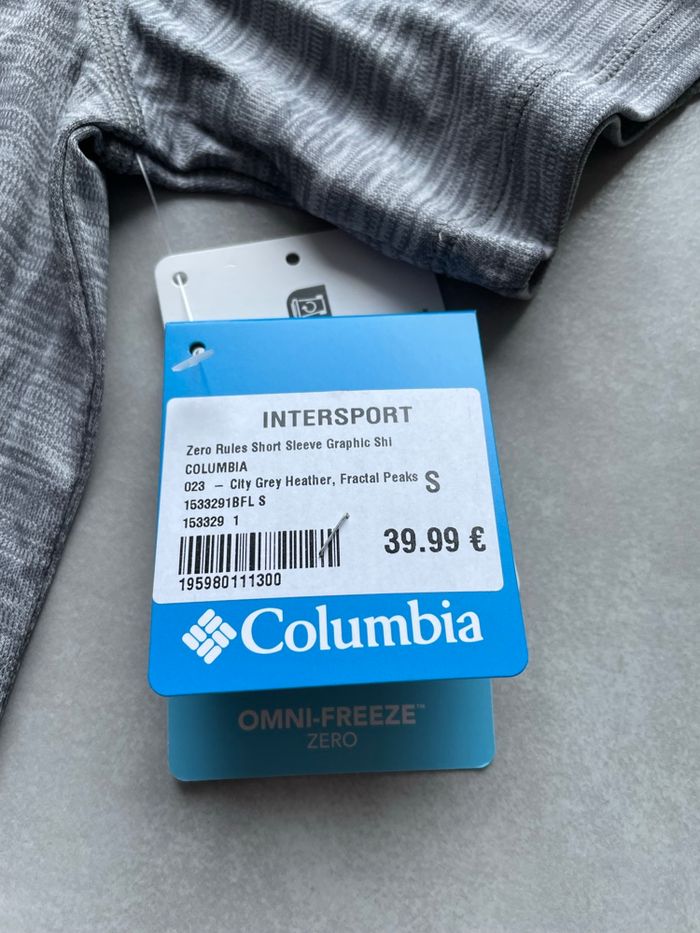 INTERSPORT
Zero Rules Short Sleeve Graphic Shi
COLUMBIA
023 – City Grey Heather, Fractal Peaks S
1533291BFL S
153329 1
39.99 €
195980111300
Columbia
OMNI-FREEZE™
ZERO